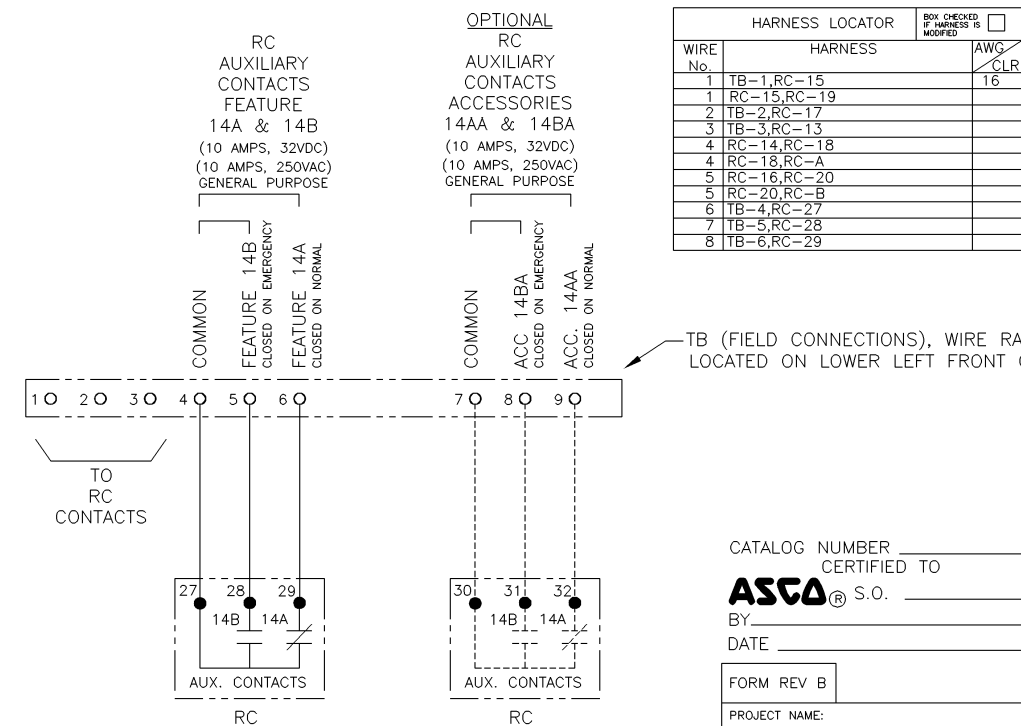 OPTIONAL
RC
AUXILIARY
CONTACTS
FEATURE
14A & 14B
(10 AMPS, 32VDC)
(10 AMPS, 250VAC)
GENERAL PURPOSE
RC
AUXILIARY
CONTACTS
ACCESSORIES
14AA & 14BA
(10 AMPS, 32VDC)
(10 AMPS, 250VAC)
GENERAL PURPOSE
HARNESS LOCATOR
BOX CHECKED
IF HARNESS IS
MODIFIED
WIRE No. HARNESS AWG CLR
1 TB-1,RC-15 16
1 RC-15,RC-19
2 TB-2,RC-17
3 TB-3,RC-13
4 RC-14,RC-18
4 RC-18,RC-A
5 RC-16,RC-20
5 RC-20,RC-B
6 TB-4,RC-27
7 TB-5,RC-28
8 TB-6,RC-29
COMMON
FEATURE 14B
CLOSED ON EMERGENCY
FEATURE 14A
CLOSED ON NORMAL
COMMON
ACC 14BA
CLOSED ON EMERGENCY
ACC. 14AA
CLOSED ON NORMAL
TB (FIELD CONNECTIONS), WIRE RA
LOCATED ON LOWER LEFT FRONT
1 2 3 4 5 6 7 8 9
TO
RC
CONTACTS
27 28 29
14B 14A
AUX. CONTACTS
RC
30 31 32
14B 14A
AUX. CONTACTS
RC
CATALOG NUMBER
CERTIFIED TO
ASCO® S.O.
BY
DATE
FORM REV B
PROJECT NAME: